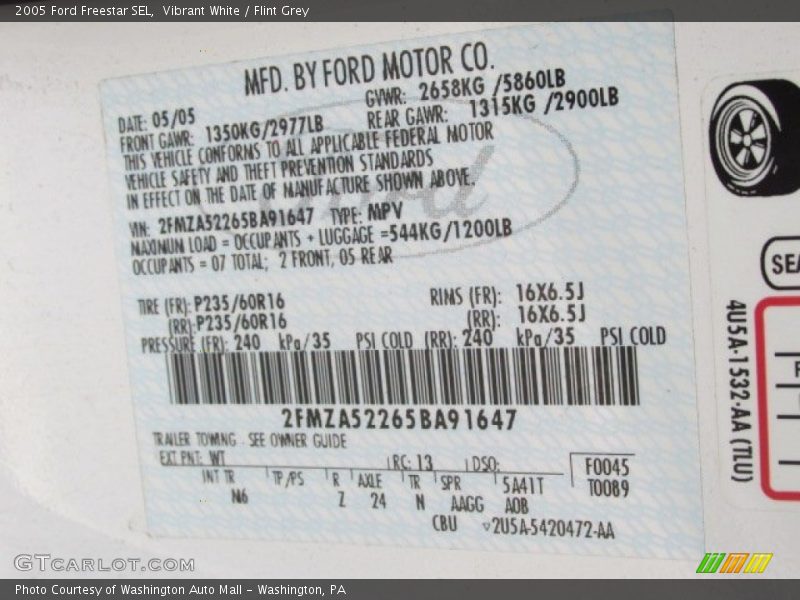 2005 Ford Freestar SEL,  Vibrant White / Flint Grey
MFD. BY FORD MOTOR CO.
DATE: 05/05 GVWR: 2658KG /5860LB
FRONT GAWR: 1350KG/2977LB REAR GAWR: 1315KG /2900LB
THIS VEHICLE CONFORMS TO ALL APPLICABLE FEDERAL MOTOR
VEHICLE SAFETY AND THEFT PREVENTION STANDARDS
IN EFFECT ON THE DATE OF MANUFACTURE SHOWN ABOVE.
VIN: 2FMZA52265BA91647 TYPE: MPV
MAXIMUM LOAD = OCCUPANTS + LUGGAGE =544KG/1200LB
OCCUPANTS = 07 TOTAL; 2 FRONT, 05 REAR
TIRE (FR): P235/60R16 RIMS (FR): 16X6.5J
(RR): P235/60R16 (RR): 16X6.5J
PRESSURE (FR): 240 kPa/35 PSI COLD (RR): 240 kPa/35 PSI COLD
2FMZA52265BA91647
TRAILER TOWING - SEE OWNER GUIDE
EXT PNT: WT RC: 13 DSO: F0045
INT TR TP/PS R AXLE TR SPR 5A41T T0089
N6 Z 24 N AAGG AOB
CBU ▽2U5A-5420472-AA
4U5A-1532-AA (TLU)
GTCARLOT.COM
Photo Courtesy of Washington Auto Mall - Washington, PA